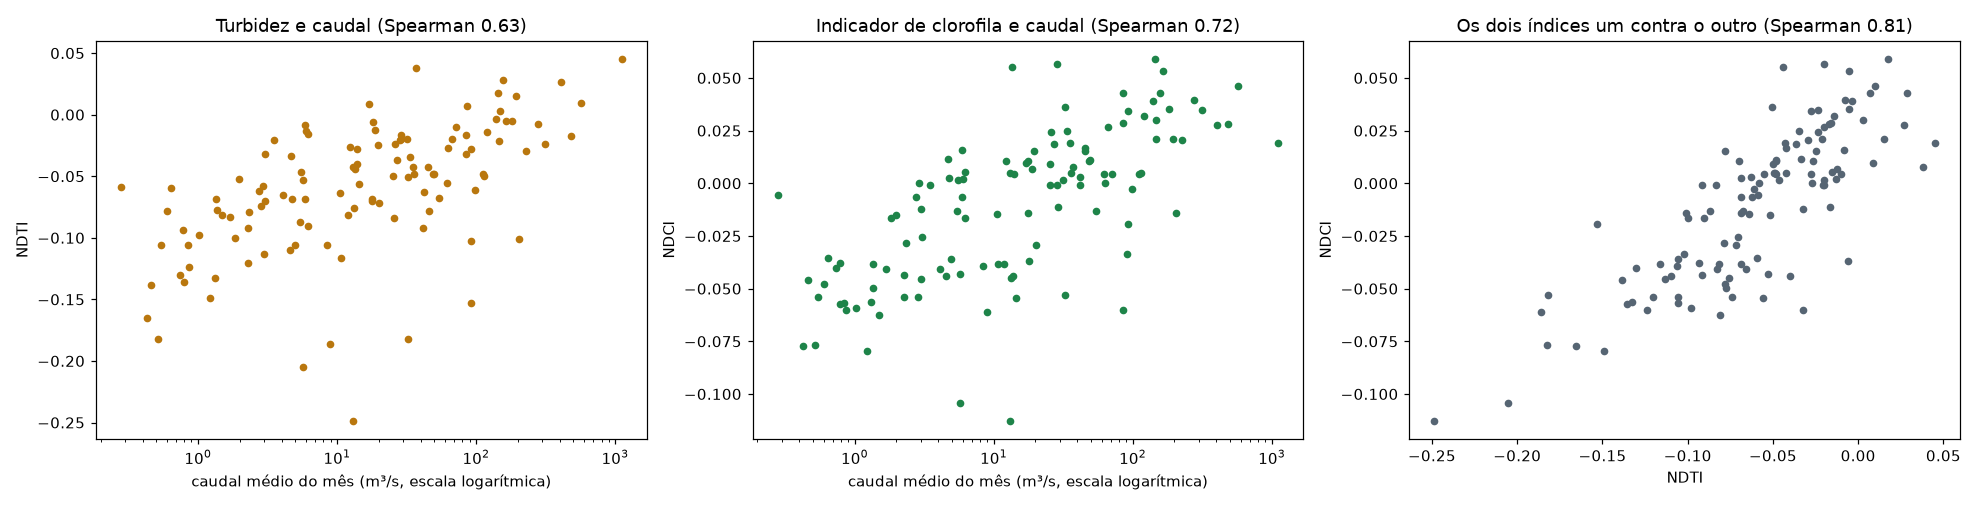 Turbidez e caudal (Spearman 0.63)
NDTI
0.05
0.00
−0.05
−0.10
−0.15
−0.20
−0.25
10⁰ 10¹ 10² 10³
caudal médio do mês (m³/s, escala logarítmica)
Indicador de clorofila e caudal (Spearman 0.72)
NDCI
0.050
0.025
0.000
−0.025
−0.050
−0.075
−0.100
10⁰ 10¹ 10² 10³
caudal médio do mês (m³/s, escala logarítmica)
Os dois índices um contra o outro (Spearman 0.81)
NDCI
0.050
0.025
0.000
−0.025
−0.050
−0.075
−0.100
−0.25 −0.20 −0.15 −0.10 −0.05 0.00 0.05
NDTI